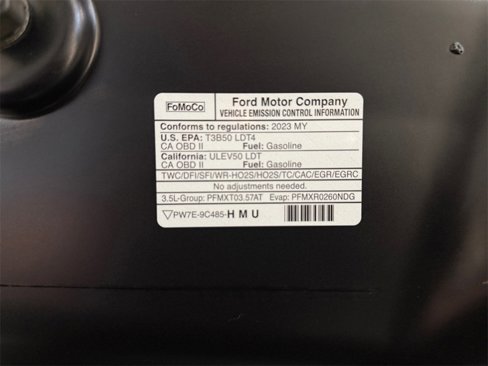 FoMoCo
Ford Motor Company
VEHICLE EMISSION CONTROL INFORMATION
Conforms to regulations: 2023 MY
U.S. EPA: T3B50 LDT4
CA OBD II Fuel: Gasoline
California: ULEV50 LDT
CA OBD II Fuel: Gasoline
TWC/DFI/SFI/WR-HO2S/HO2S/TC/CAC/EGR/EGRC
No adjustments needed.
3.5L-Group: PFMXT03.57AT Evap: PFMXR0260NDG
PW7E-9C485-HMU